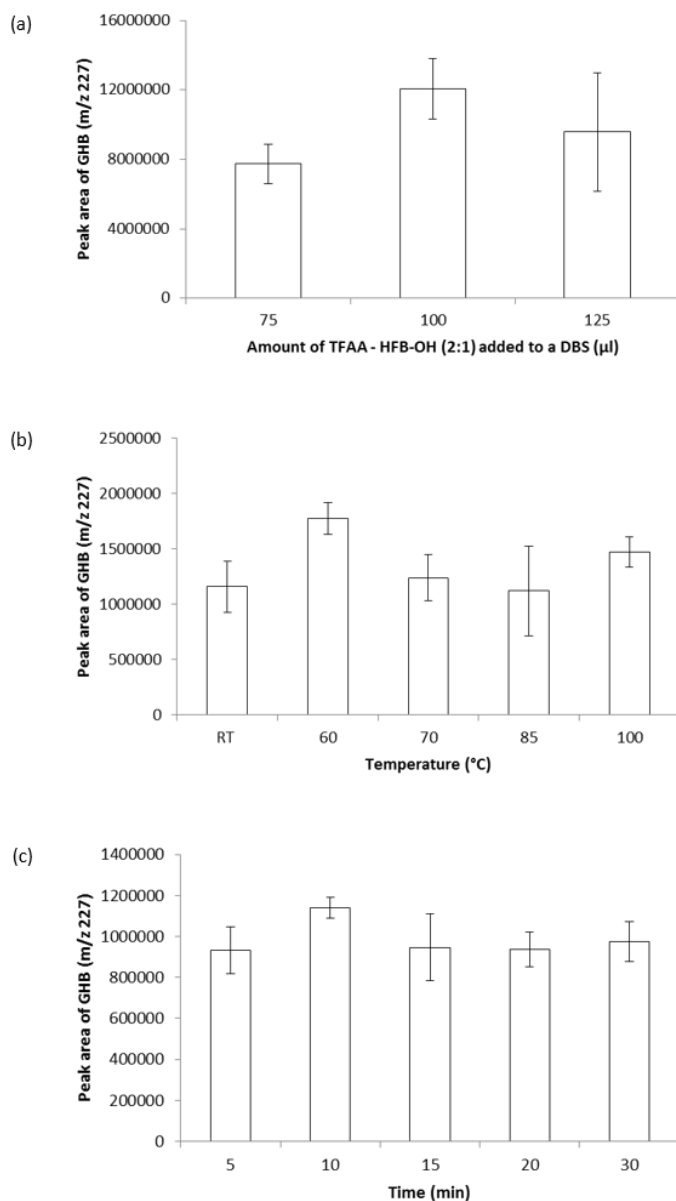 (a)
Peak area of GHB (m/z 227)
16000000
12000000
8000000
4000000
0
75 100 125
Amount of TFAA - HFB-OH (2:1) added to a DBS (µl)
(b)
Peak area of GHB (m/z 227)
2500000
2000000
1500000
1000000
500000
0
RT 60 70 85 100
Temperature (°C)
(c)
Peak area of GHB (m/z 227)
1400000
1200000
1000000
800000
600000
400000
200000
0
5 10 15 20 30
Time (min)